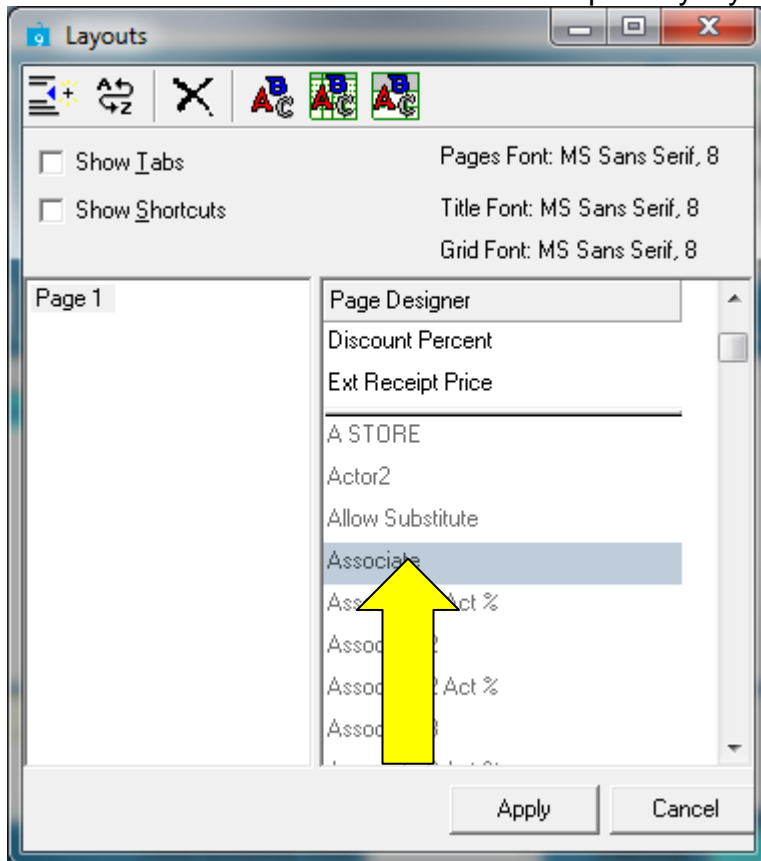 Layouts
Show Tabs
Show Shortcuts
Pages Font: MS Sans Serif, 8
Title Font: MS Sans Serif, 8
Grid Font: MS Sans Serif, 8
Page 1
Page Designer
Discount Percent
Ext Receipt Price
A STORE
Actor2
Allow Substitute
Associate
Act %
Act %
Apply
Cancel